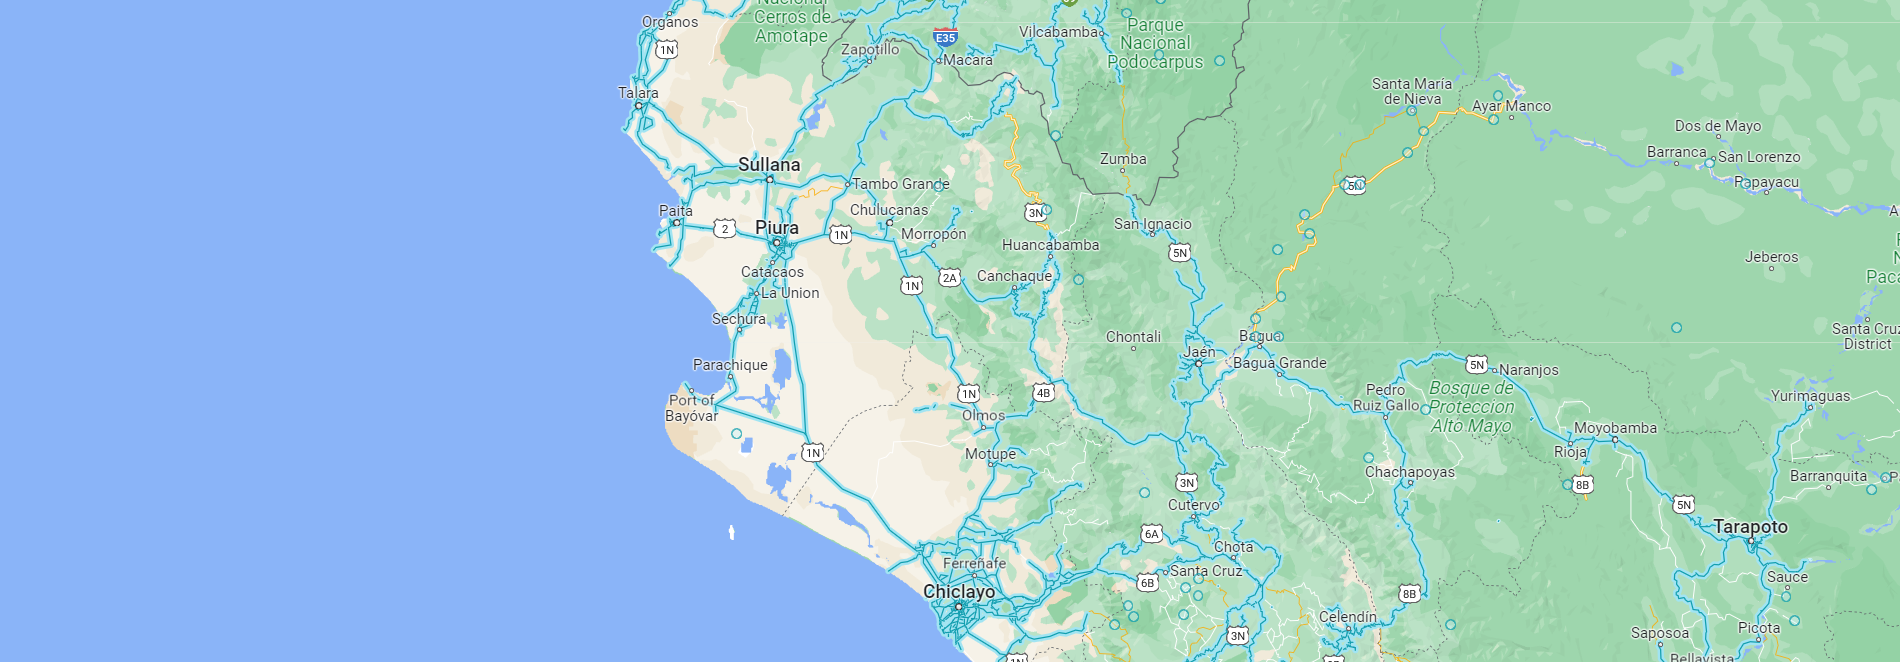 Nacional
Cerros de
Amotape
Organos
1N
Zapotillo
E35
Macara
Vilcabamba
Parque
Nacional
Podocarpus
Talara
Santa María
de Nieva
Ayar Manco
Dos de Mayo
Barranca
San Lorenzo
Papayacu
Sullana
Tambo Grande
Zumba
5N
Paita
2
Piura
Chulucanas
1N
Morropón
3N
Huancabamba
San Ignacio
5N
Catacaos
La Union
1N
2A
Canchaque
Jeberos
Sechura
Chontali
Bagua
Santa Cruz
District
Parachique
Jaén
Bagua Grande
5N
Naranjos
Port of
Bayóvar
1N
4B
Pedro
Ruiz Gallo
Bosque de
Proteccion
Alto Mayo
Yurimaguas
Olmos
Moyobamba
Rioja
1N
Motupe
3N
Chachapoyas
8B
Barranquita
Cutervo
5N
6A
Tarapoto
Chota
Ferreñafe
Santa Cruz
6B
Sauce
Chiclayo
8B
Celendín
3N
Saposoa
Picota
1N
Bellavista